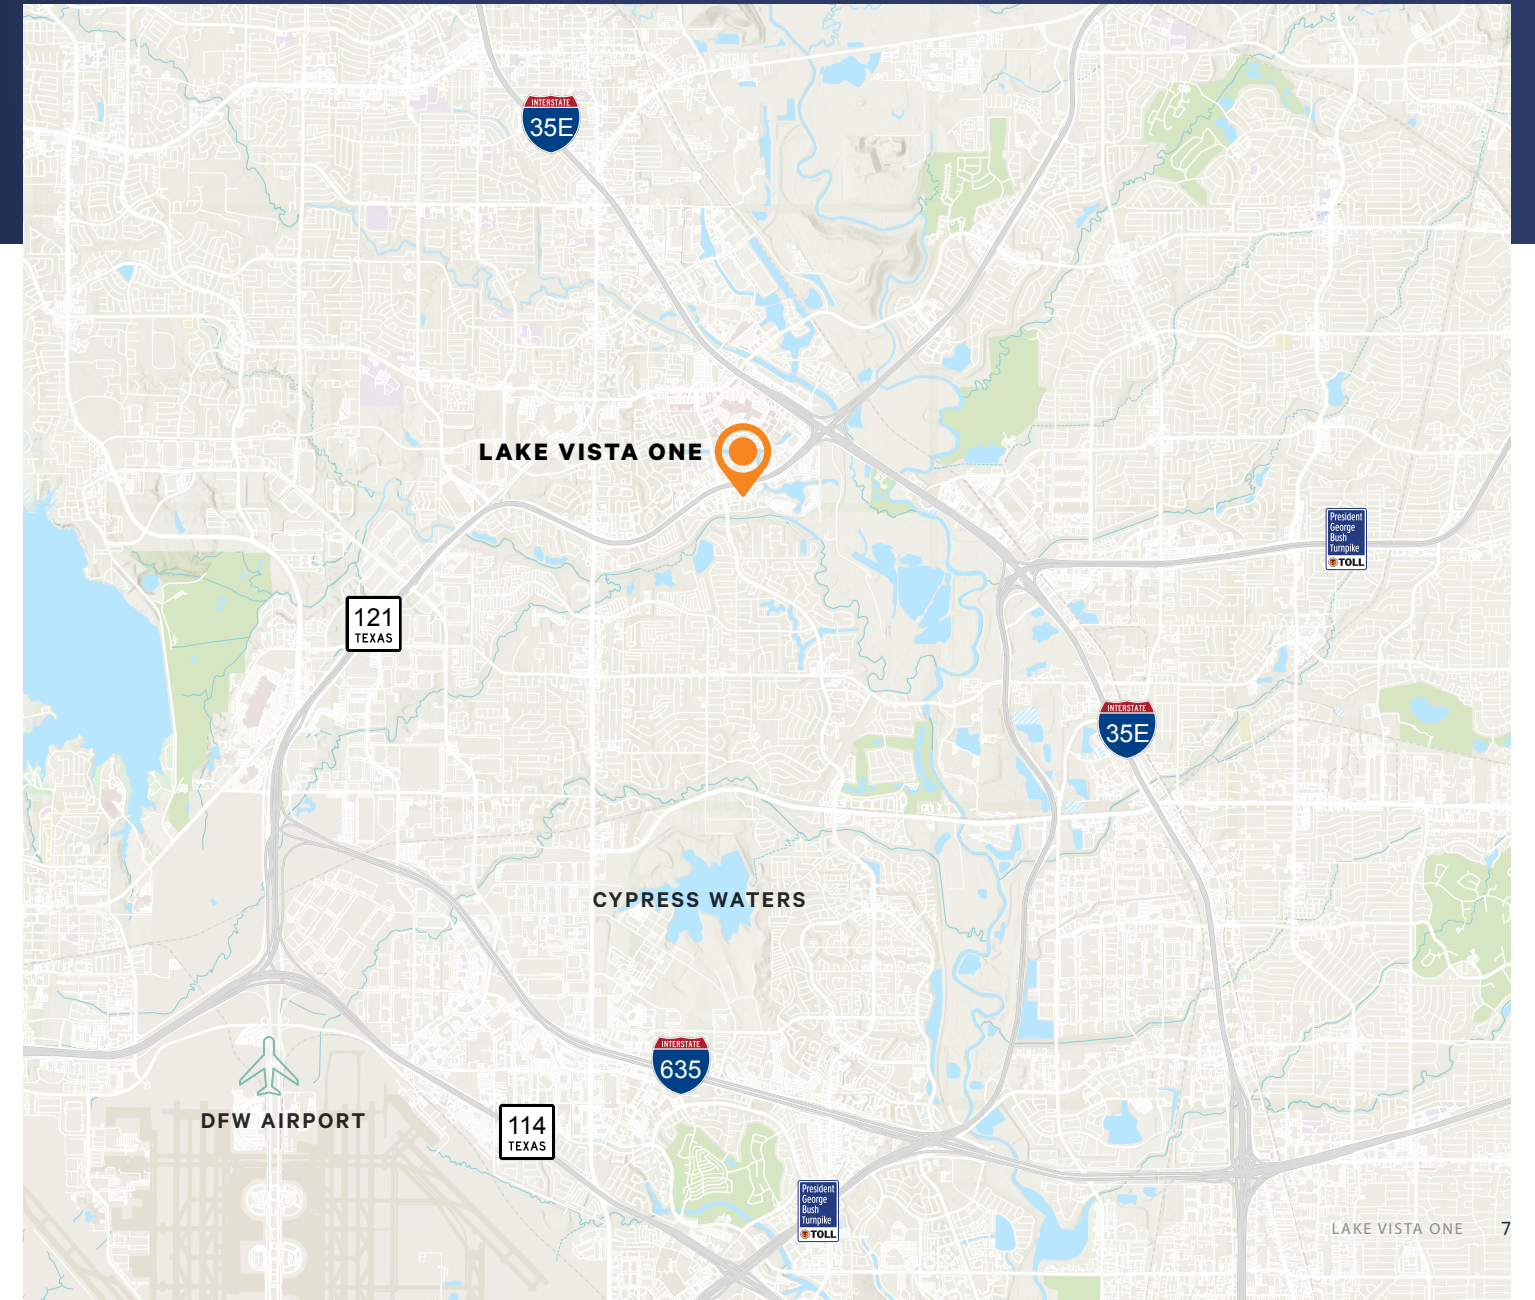 INTERSTATE
35E
LAKE VISTA ONE
President
George
Bush
Turnpike
TOLL
121
TEXAS
INTERSTATE
35E
CYPRESS WATERS
INTERSTATE
635
DFW AIRPORT
114
TEXAS
President
George
Bush
Turnpike
TOLL
LAKE VISTA ONE 7